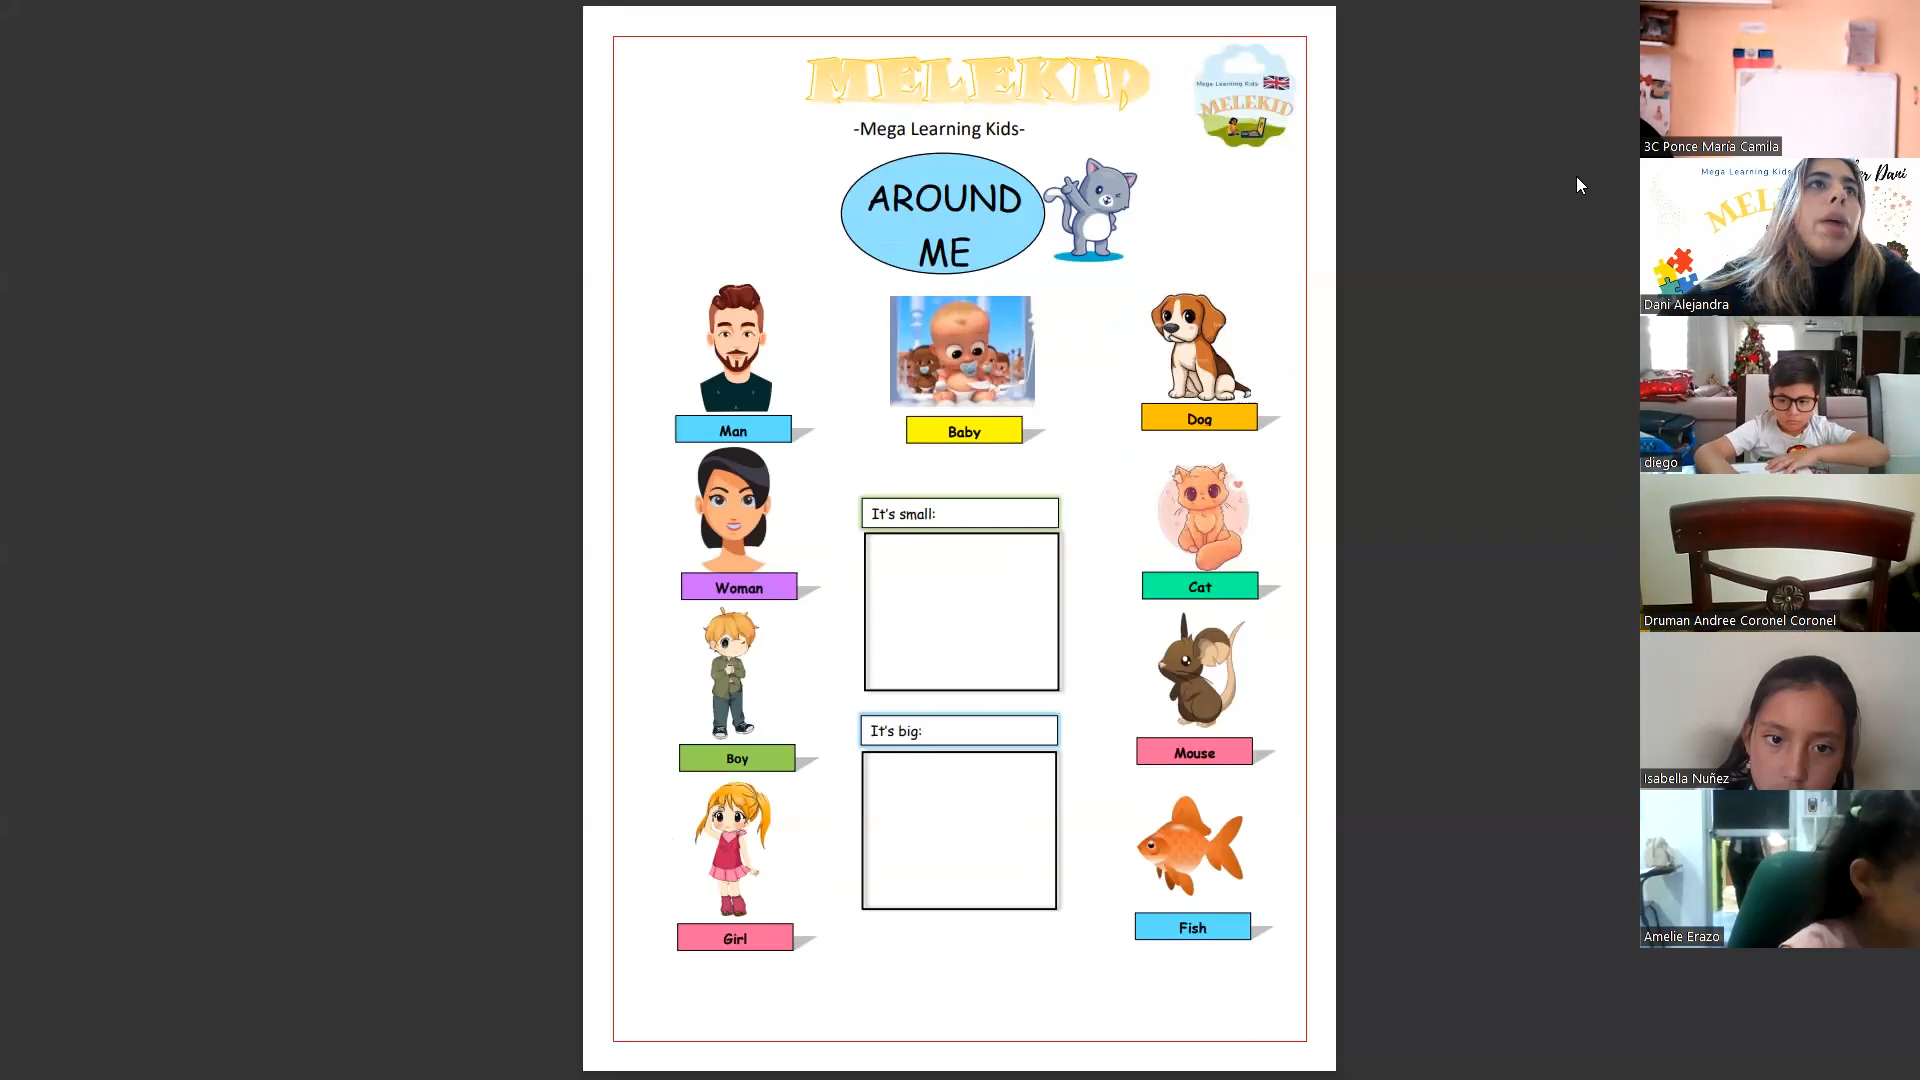 MELEKID
-Mega Learning Kids-
Mega Learning Kids
MELEKID
AROUND
ME
Man
Baby
Dog
Woman
It's small:
Cat
Boy
It's big:
Mouse
Girl
Fish
3C Ponce María Camila
Mega Learning Kids
Dani
MEL
Dani Alejandra
diego
Druman Andree Coronel Coronel
Isabella Nuñez
Amelie Erazo